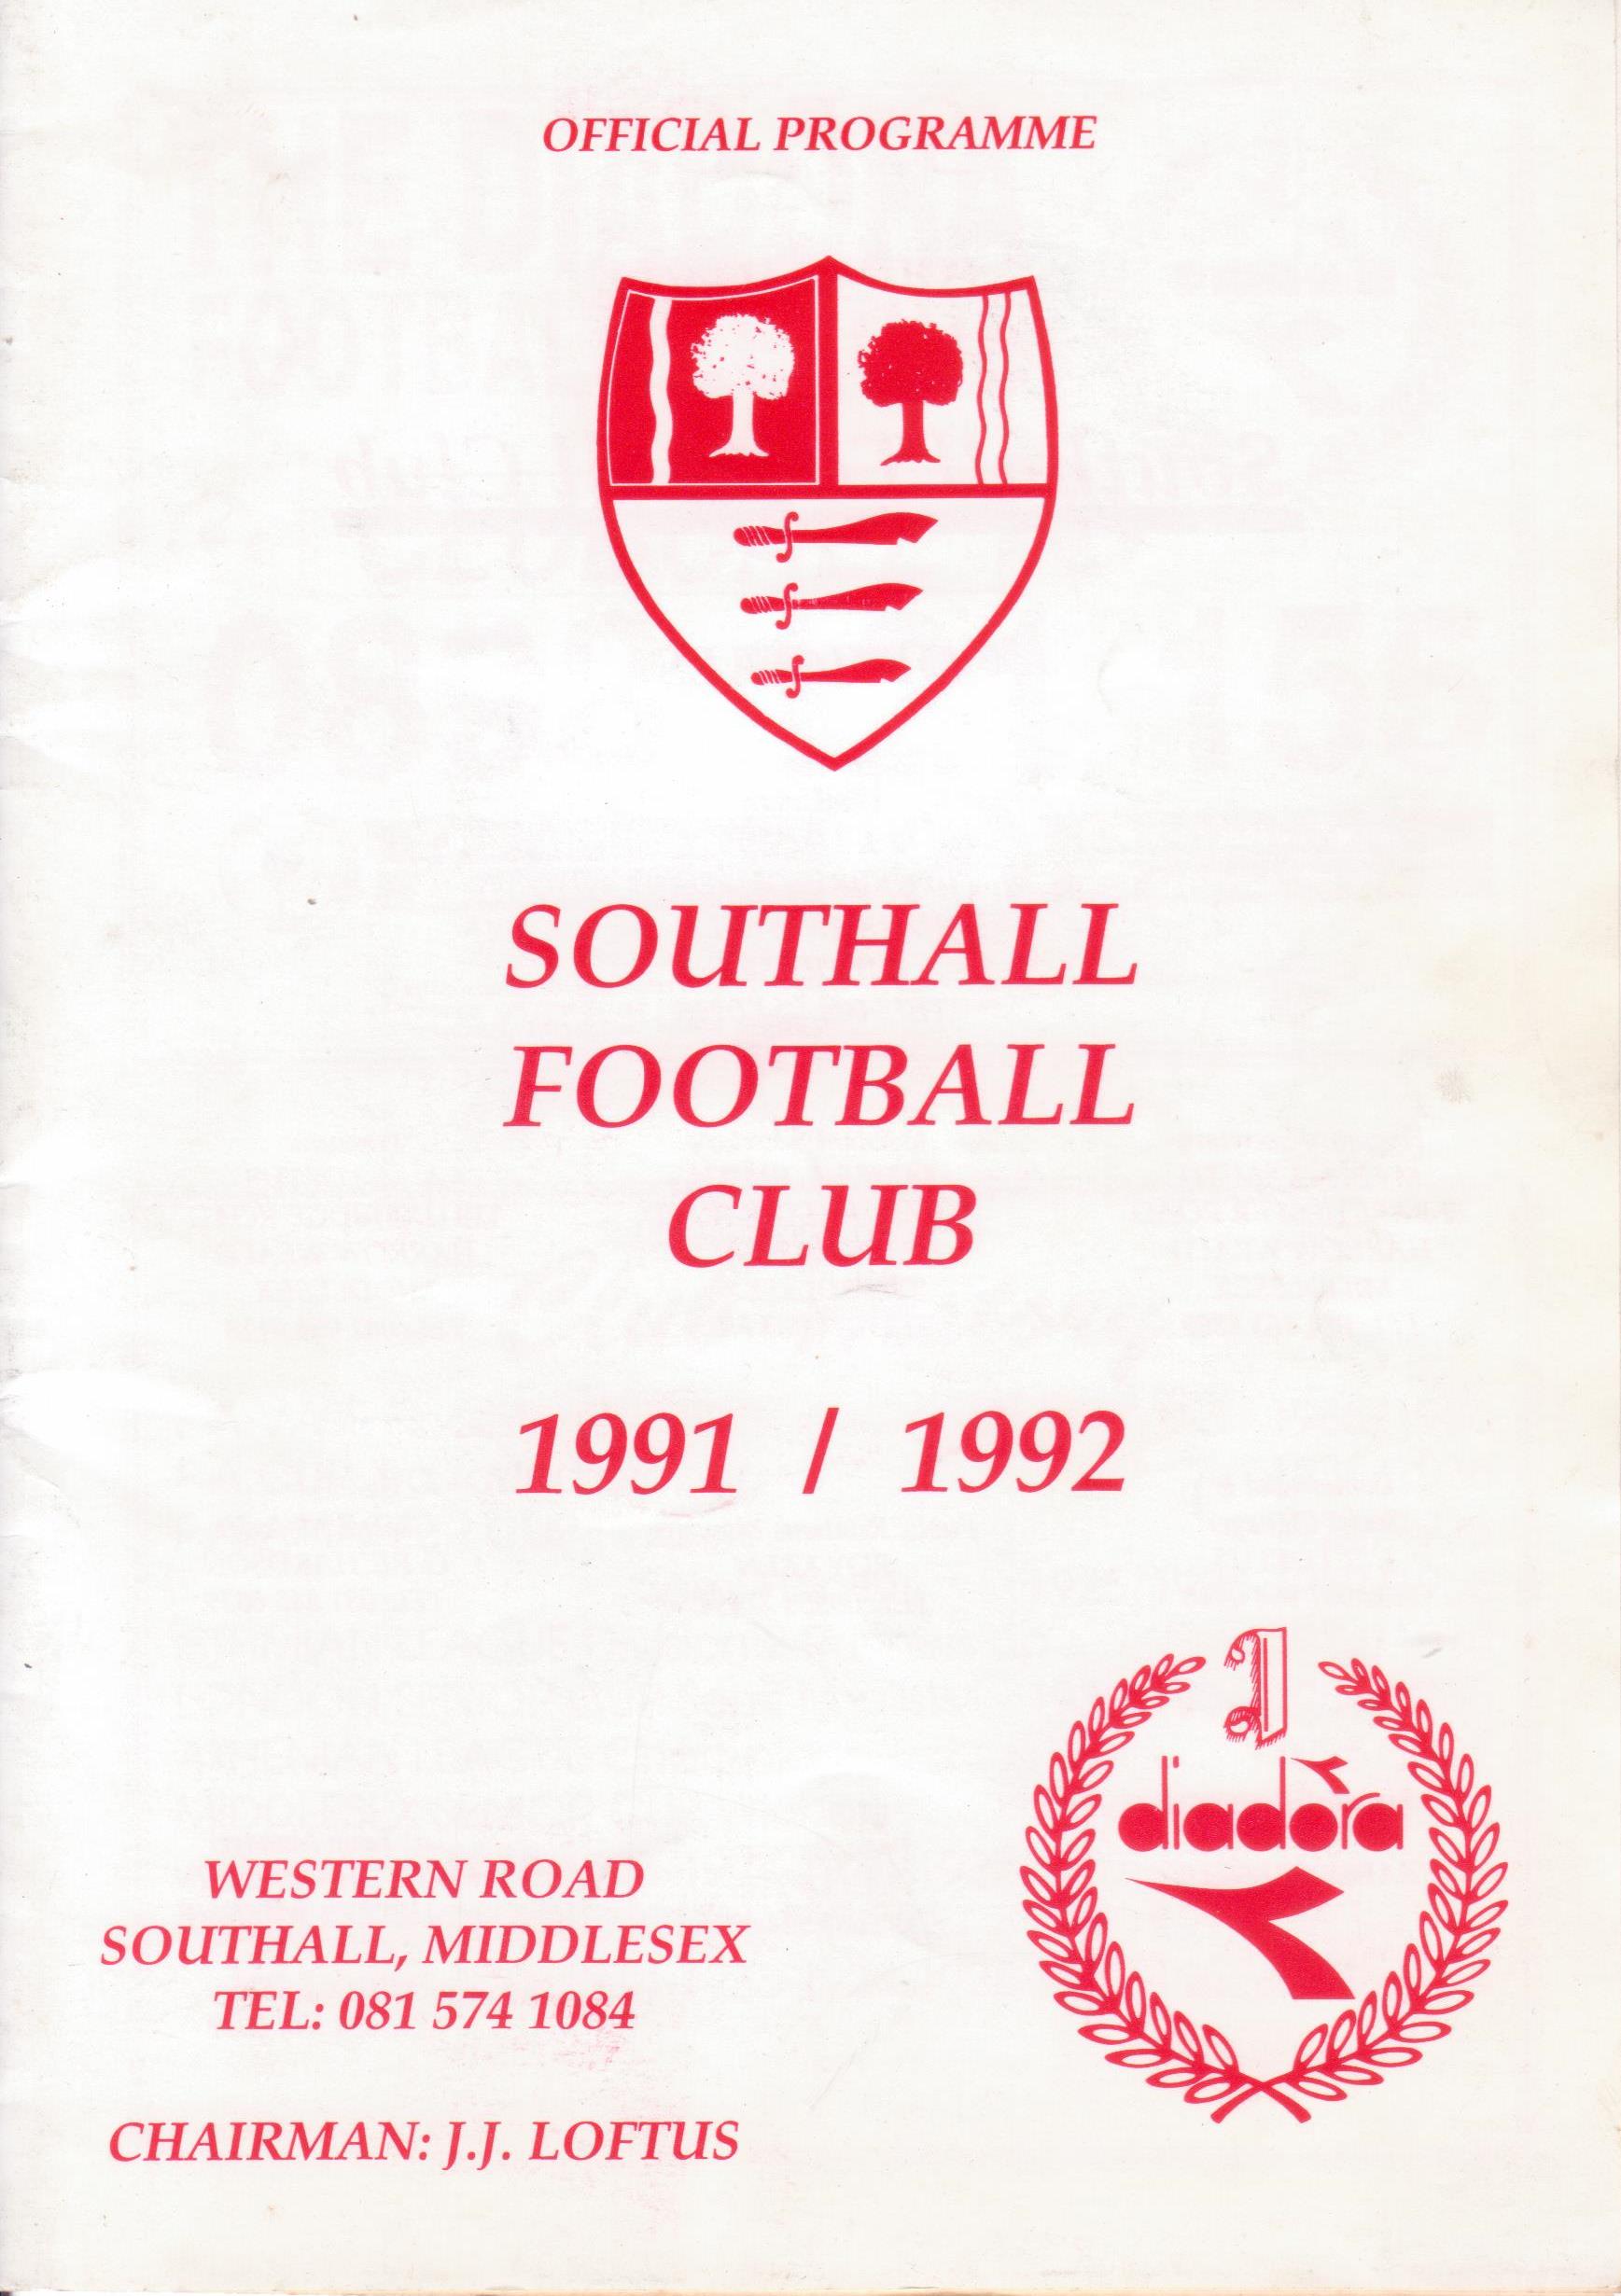 OFFICIAL PROGRAMME
SOUTHALL
FOOTBALL
CLUB
1991 / 1992
diadora
WESTERN ROAD
SOUTHALL, MIDDLESEX
TEL: 081 574 1084
CHAIRMAN: J.J. LOFTUS